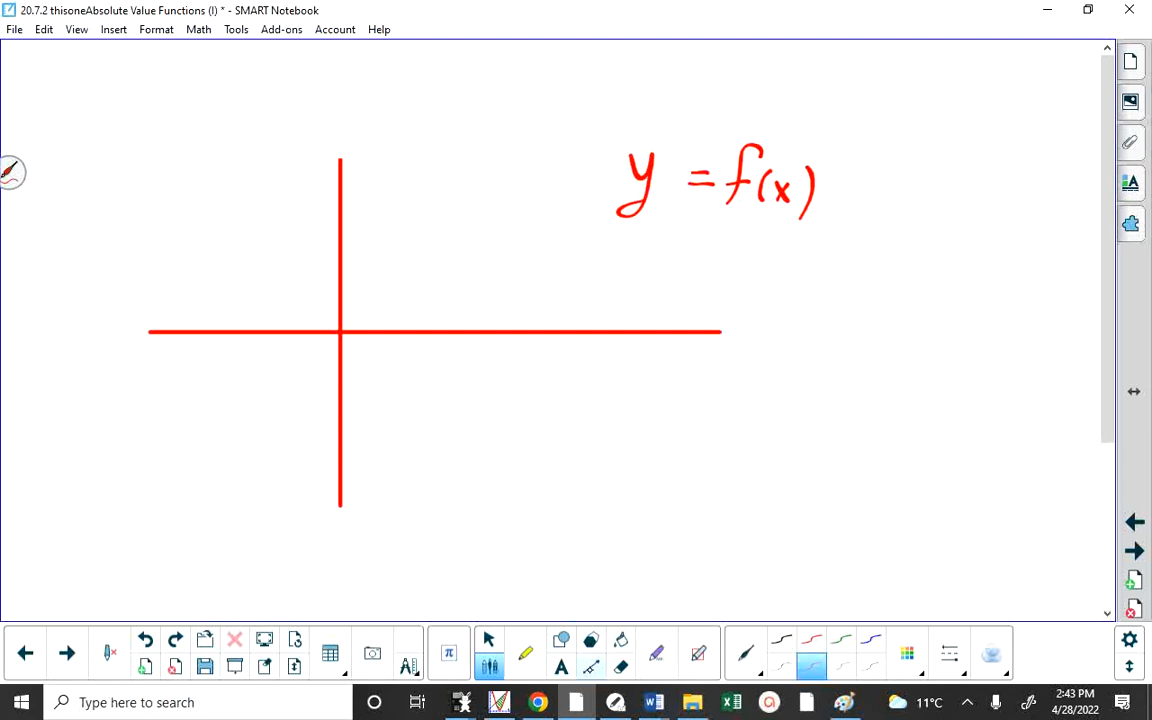 20.7.2 thisoneAbsolute Value Functions (I) * - SMART Notebook
File Edit View Insert Format Math Tools Add-ons Account Help
y = f(x)
π
A
Type here to search
11°C
2:43 PM
4/28/2022